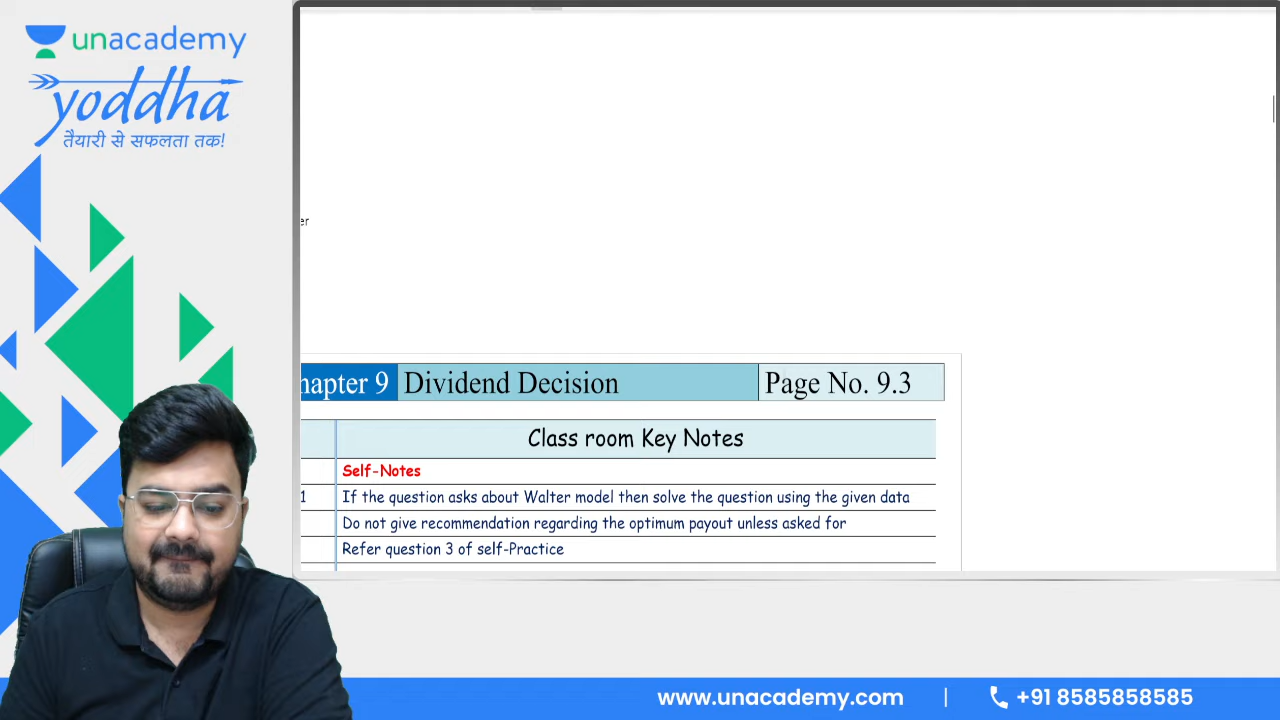 unacademy
yoddha
तैयारी से सफलता तक!
er
hapter 9 Dividend Decision Page No. 9.3
Class room Key Notes
Self-Notes
1 If the question asks about Walter model then solve the question using the given data
Do not give recommendation regarding the optimum payout unless asked for
Refer question 3 of self-Practice
www.unacademy.com | +91 8585858585